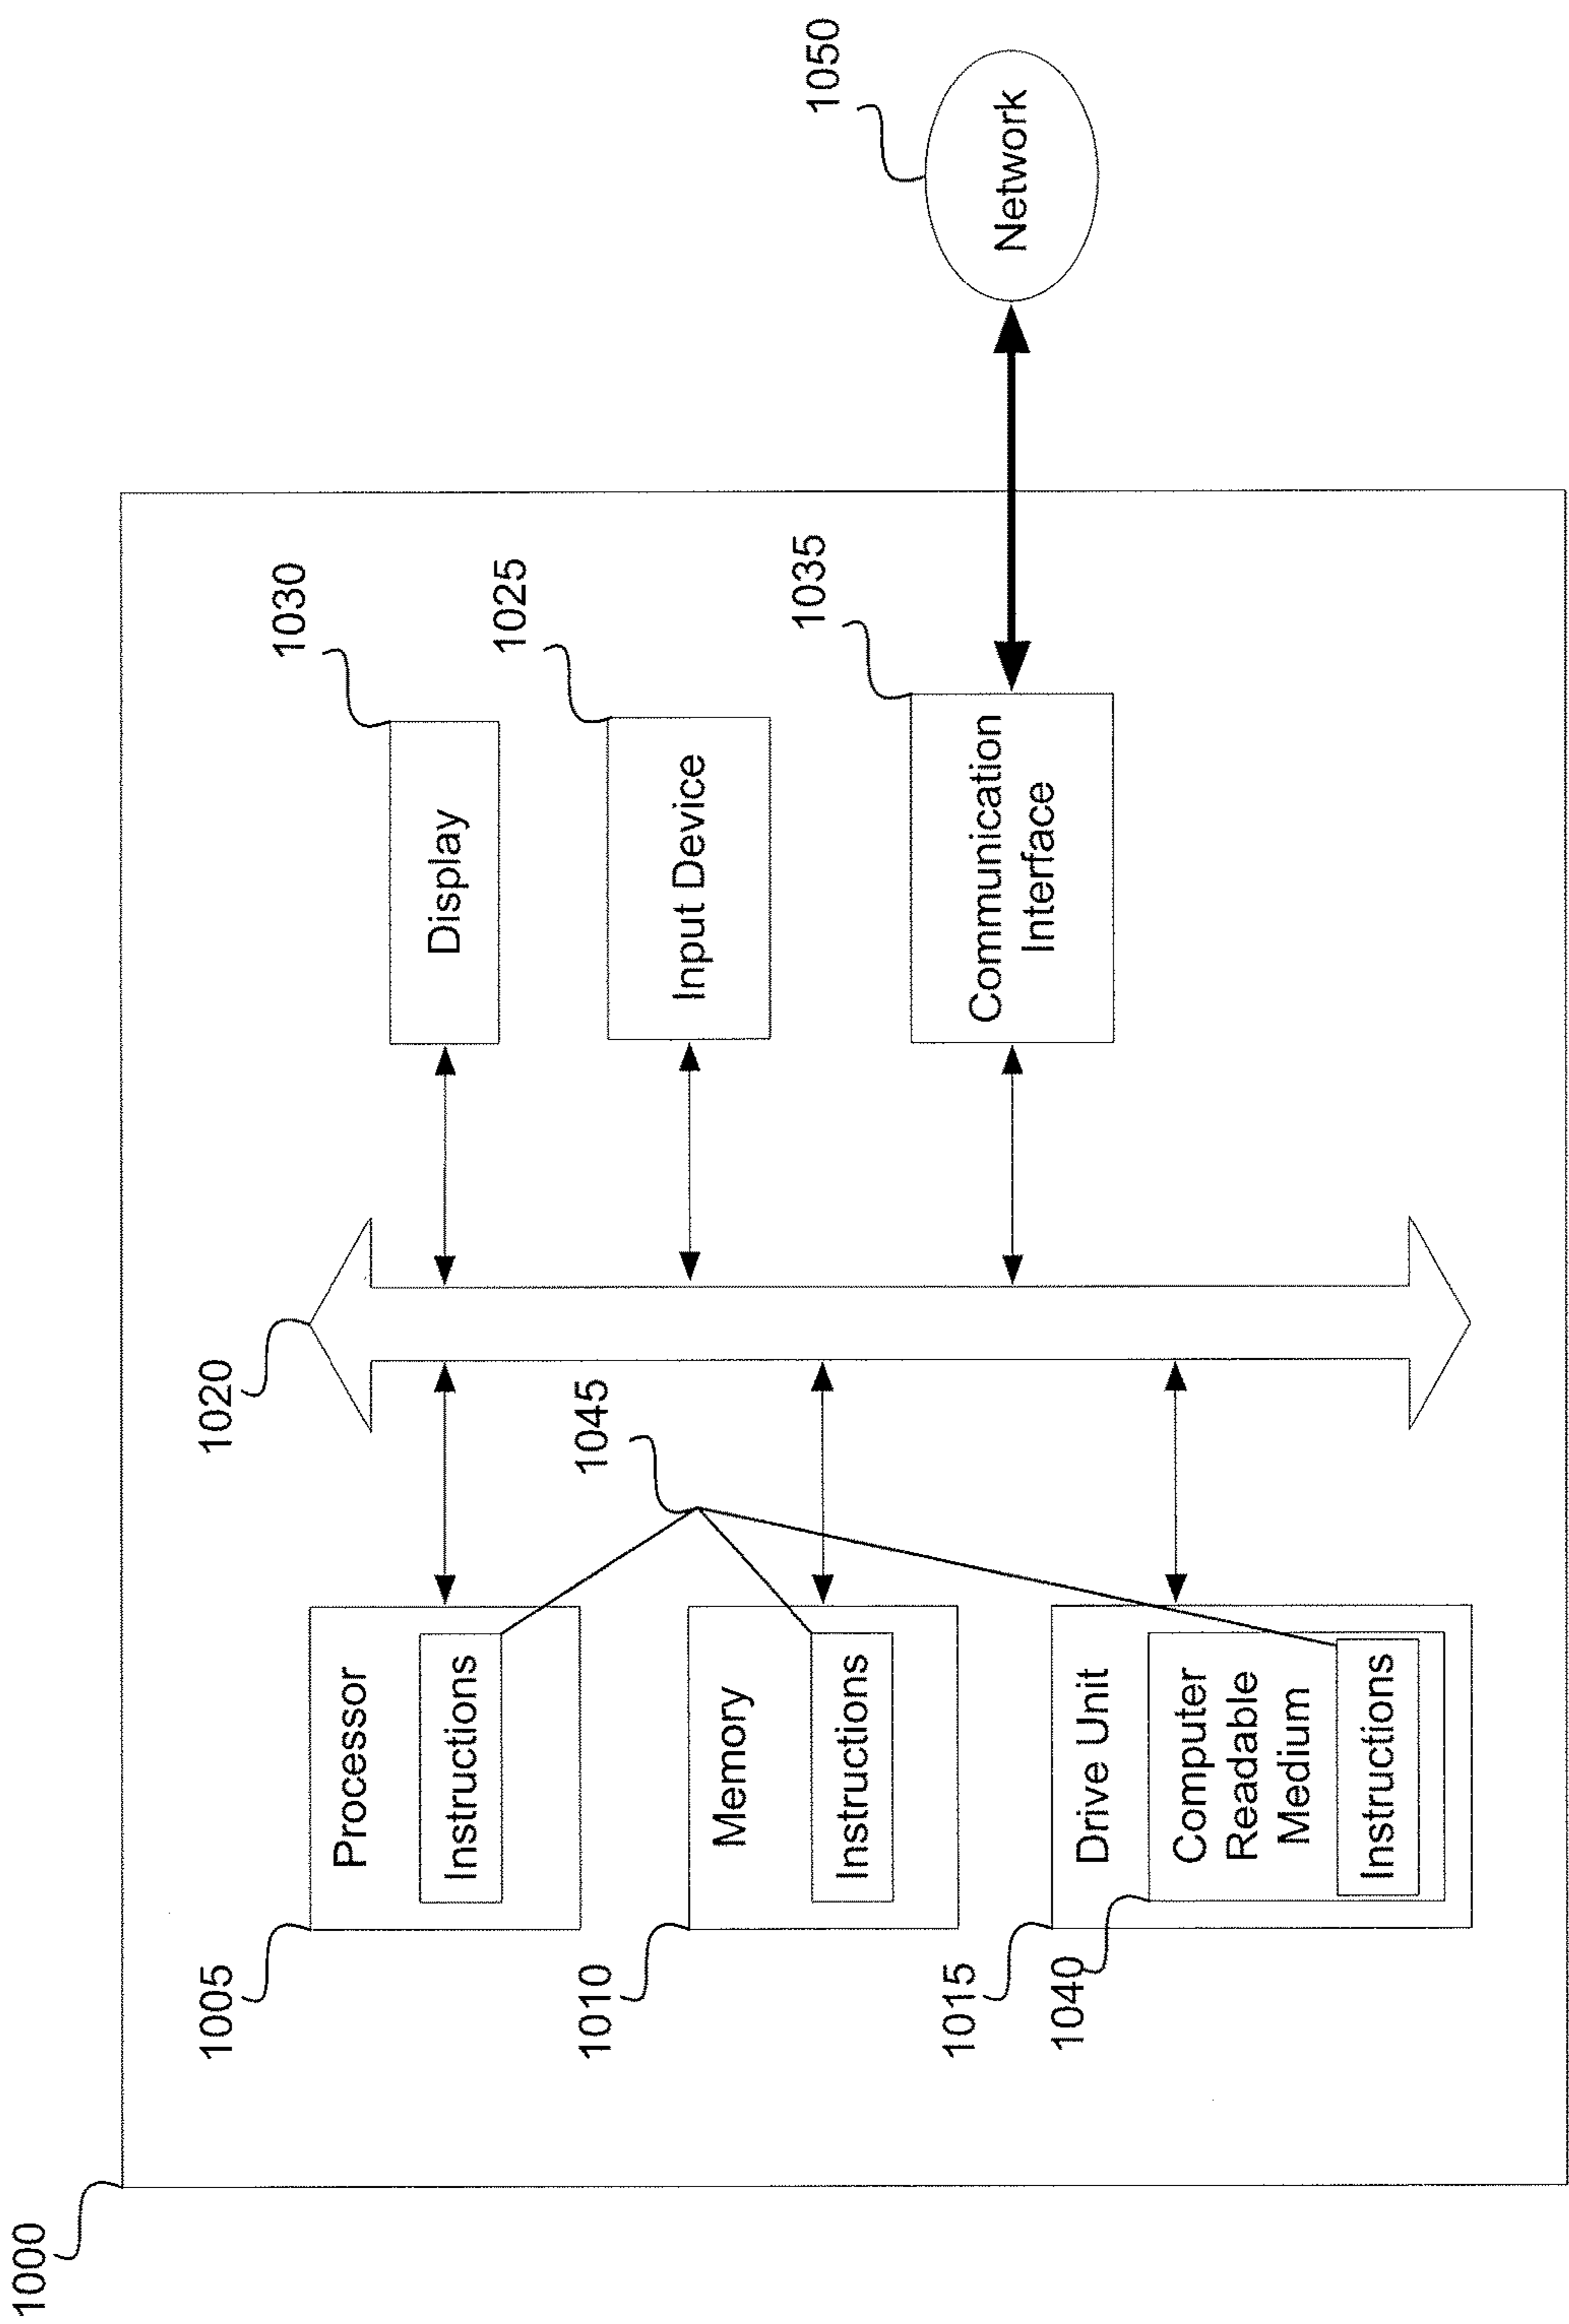 1000
1005
Processor
Instructions
1020
1030
Display
1010
Memory
Instructions
1045
1025
Input Device
1015
1040
Drive Unit
Computer
Readable
Medium
Instructions
1035
Communication
Interface
1050
Network